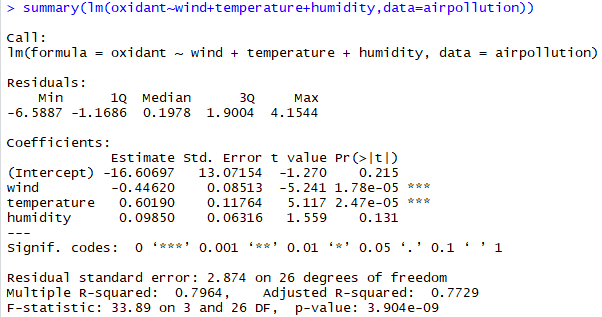 > summary(lm(oxidant~wind+temperature+humidity,data=airpollution))
Call:
lm(formula = oxidant ~ wind + temperature + humidity, data = airpollution)
Residuals:
    Min      1Q  Median      3Q     Max
-6.5887 -1.1686  0.1978  1.9004  4.1544
Coefficients:
             Estimate Std. Error t value Pr(>|t|)
(Intercept) -16.60697   13.07154  -1.270    0.215
wind         -0.44620    0.08513  -5.241 1.78e-05 ***
temperature   0.60190    0.11764   5.117 2.47e-05 ***
humidity      0.09850    0.06316   1.559    0.131
---
Signif. codes:  0 ‘***’ 0.001 ‘**’ 0.01 ‘*’ 0.05 ‘.’ 0.1 ‘ ’ 1
Residual standard error: 2.874 on 26 degrees of freedom
Multiple R-squared:  0.7964,    Adjusted R-squared:  0.7729
F-statistic: 33.89 on 3 and 26 DF,  p-value: 3.904e-09